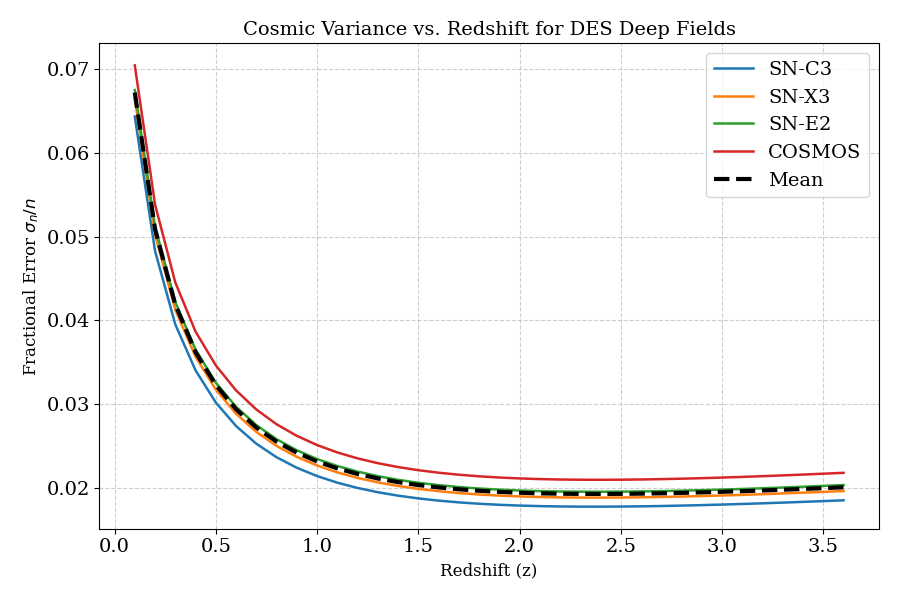 Cosmic Variance vs. Redshift for DES Deep Fields
Fractional Error σₙ/n
0.07
0.06
0.05
0.04
0.03
0.02
SN-C3
SN-X3
SN-E2
COSMOS
Mean
0.0 0.5 1.0 1.5 2.0 2.5 3.0 3.5
Redshift (z)